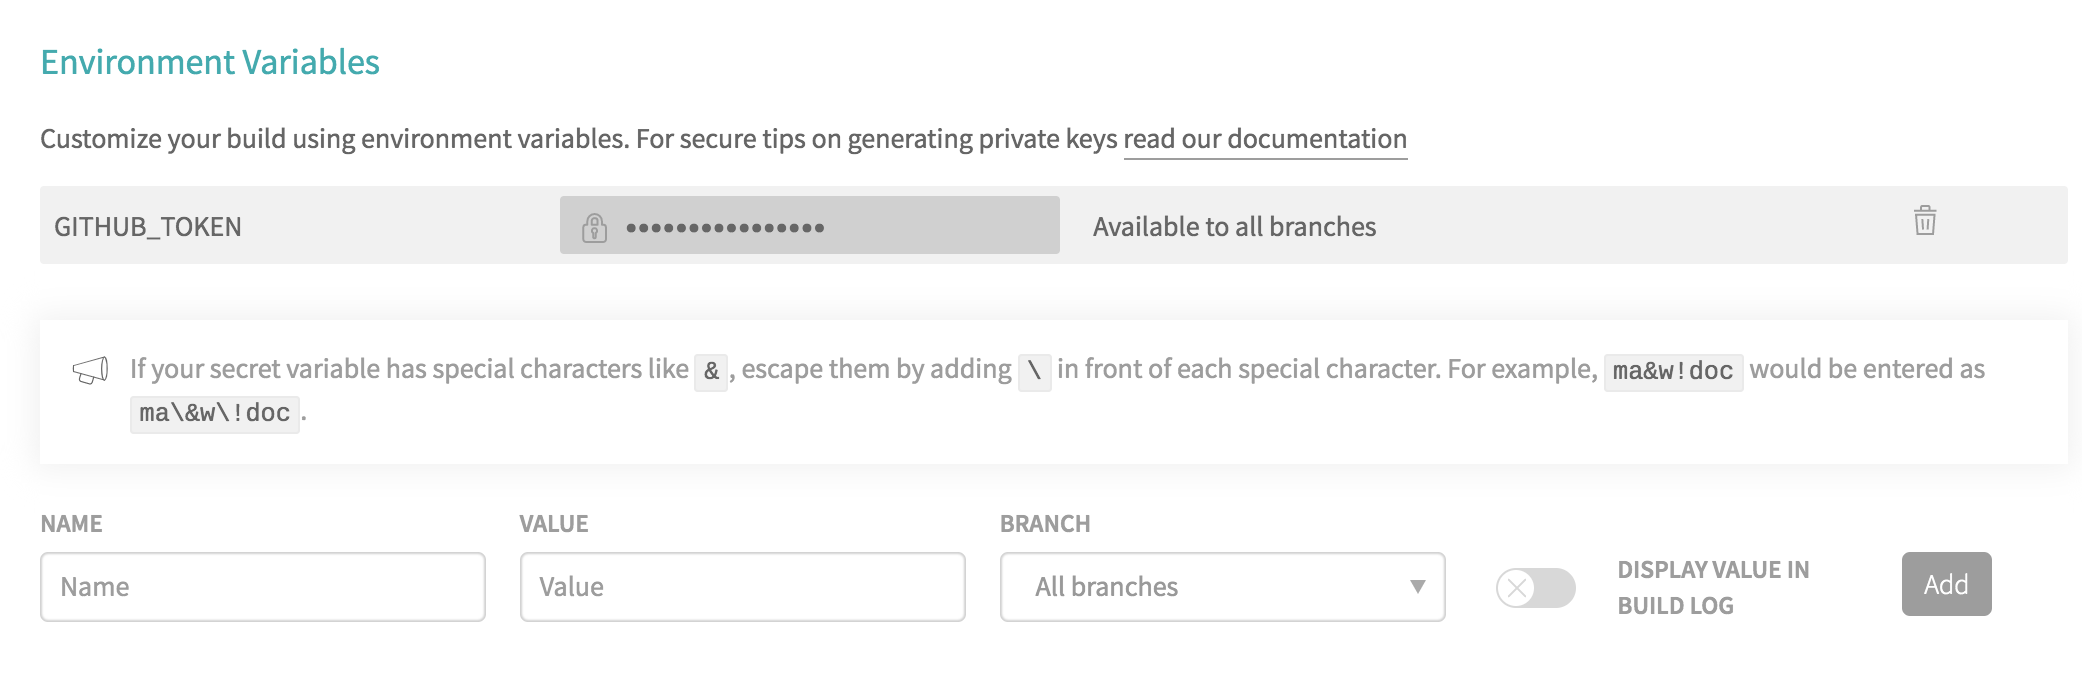 Environment Variables
Customize your build using environment variables. For secure tips on generating private keys read our documentation
GITHUB_TOKEN •••••••••••••••• Available to all branches
If your secret variable has special characters like & , escape them by adding \ in front of each special character. For example, ma&w!doc would be entered as
ma\&w\!doc .
NAME VALUE BRANCH
Name Value All branches DISPLAY VALUE IN
BUILD LOG Add